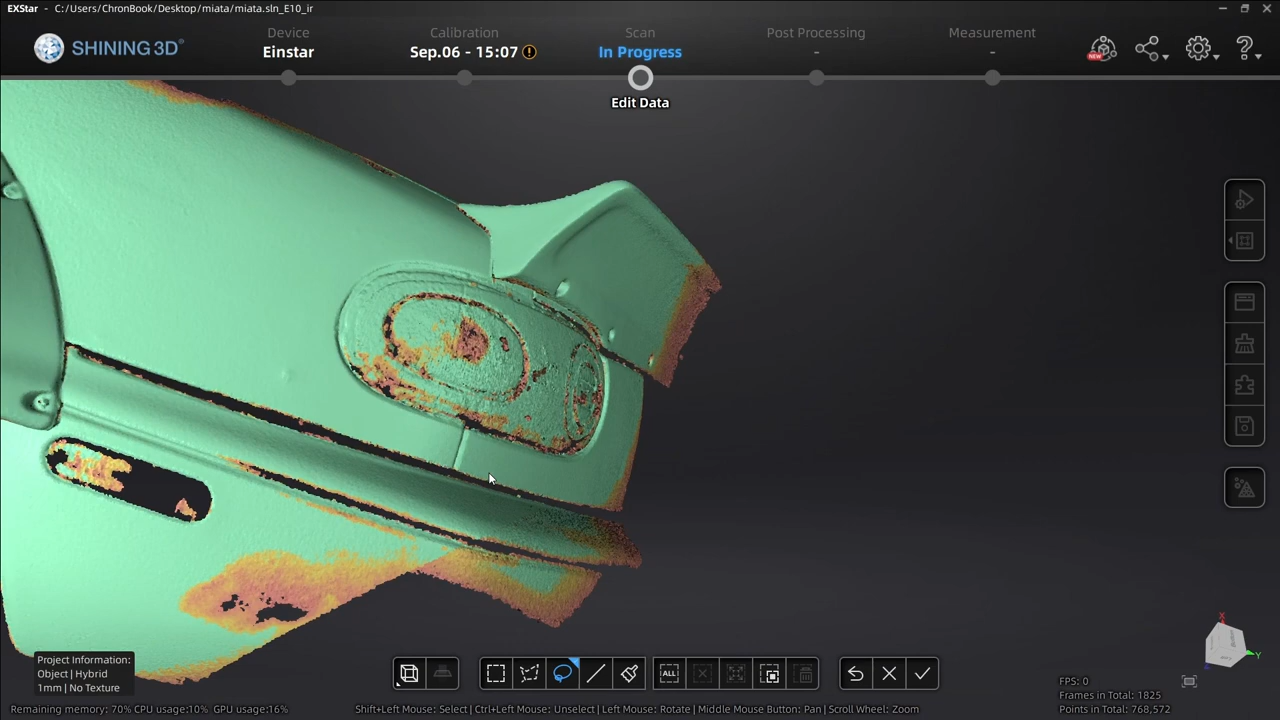 EXStar - C:/Users/ChronBook/Desktop/miata/miata.sln_E10_ir
SHINING 3D®
Device
Einstar
Calibration
Sep.06 - 15:07
Scan
In Progress
Post Processing
-
Measurement
-
NEW
Edit Data
Project Information:
Object | Hybrid
1mm | No Texture
ALL
X
Y
FPS: 0
Frames in Total: 1825
Points in Total: 768,572
Remaining memory: 70% CPU usage:10% GPU usage:16%
Shift+Left Mouse: Select | Ctrl+Left Mouse: Unselect | Left Mouse: Rotate | Middle Mouse Button: Pan | Scroll Wheel: Zoom